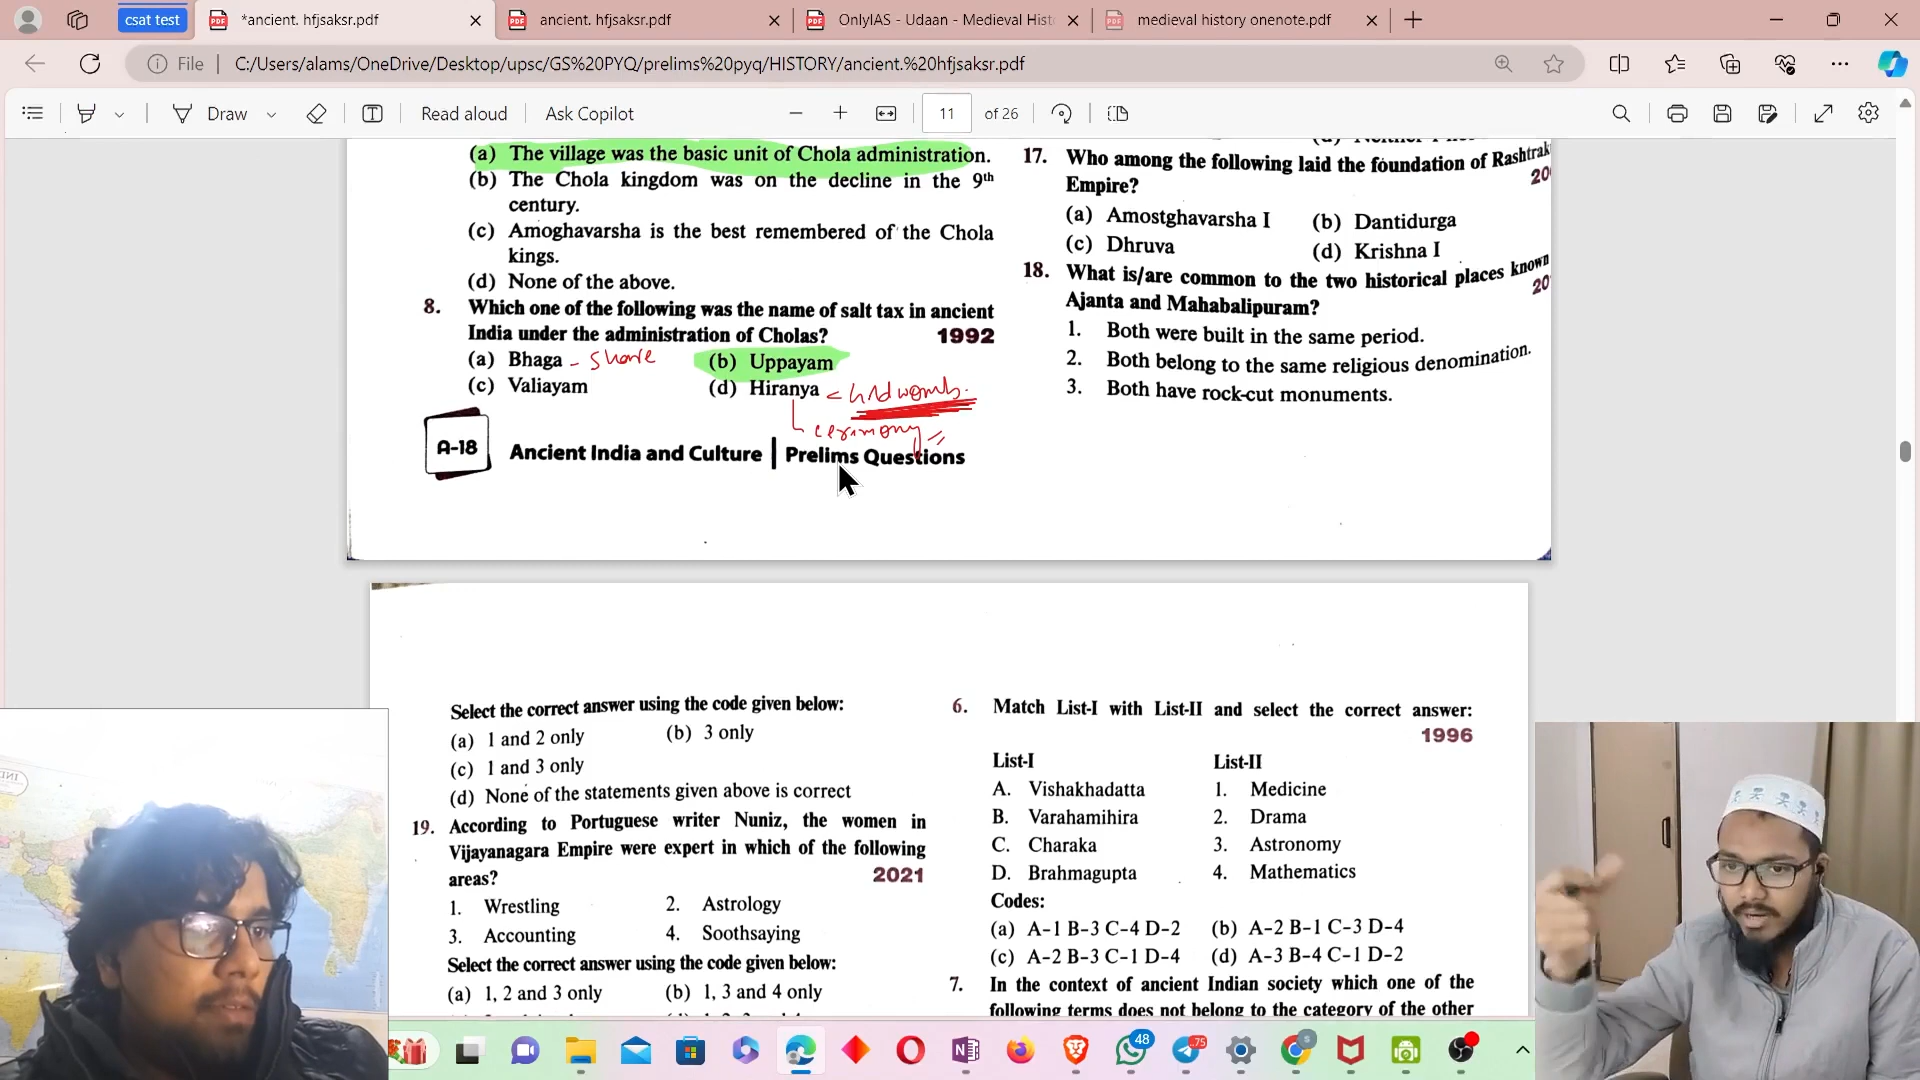 csat test
*ancient. hfjsaksr.pdf
ancient. hfjsaksr.pdf
OnlyIAS - Udaan - Medieval Hist
medieval history onenote.pdf
File
C:/Users/alams/OneDrive/Desktop/upsc/GS%20PYQ/prelims%20pyq/HISTORY/ancient.%20hfjsaksr.pdf
Draw
Read aloud
Ask Copilot
11 of 26
(a) The village was the basic unit of Chola administration.
(b) The Chola kingdom was on the decline in the 9th
century.
(c) Amoghavarsha is the best remembered of the Chola
kings.
(d) None of the above.
8. Which one of the following was the name of salt tax in ancient
India under the administration of Cholas? 1992
(a) Bhaga - share (b) Uppayam
(c) Valiayam (d) Hiranya
cerimony
A-18 Ancient India and Culture | Prelims Questions
17. Who among the following laid the foundation of Rashtrak
Empire? 20
(a) Amostghavarsha I (b) Dantidurga
(c) Dhruva (d) Krishna I
18. What is/are common to the two historical places known
Ajanta and Mahabalipuram? 20
1. Both were built in the same period.
2. Both belong to the same religious denomination.
3. Both have rock-cut monuments.
Select the correct answer using the code given below:
(a) 1 and 2 only (b) 3 only
(c) 1 and 3 only
(d) None of the statements given above is correct
19. According to Portuguese writer Nuniz, the women in
Vijayanagara Empire were expert in which of the following
areas? 2021
1. Wrestling 2. Astrology
3. Accounting 4. Soothsaying
Select the correct answer using the code given below:
(a) 1, 2 and 3 only (b) 1, 3 and 4 only
6. Match List-I with List-II and select the correct answer:
1996
List-I List-II
A. Vishakhadatta 1. Medicine
B. Varahamihira 2. Drama
C. Charaka 3. Astronomy
D. Brahmagupta 4. Mathematics
Codes:
(a) A-1 B-3 C-4 D-2 (b) A-2 B-1 C-3 D-4
(c) A-2 B-3 C-1 D-4 (d) A-3 B-4 C-1 D-2
7. In the context of ancient Indian society which one of the
following terms does not belong to the category of the other
48
.75